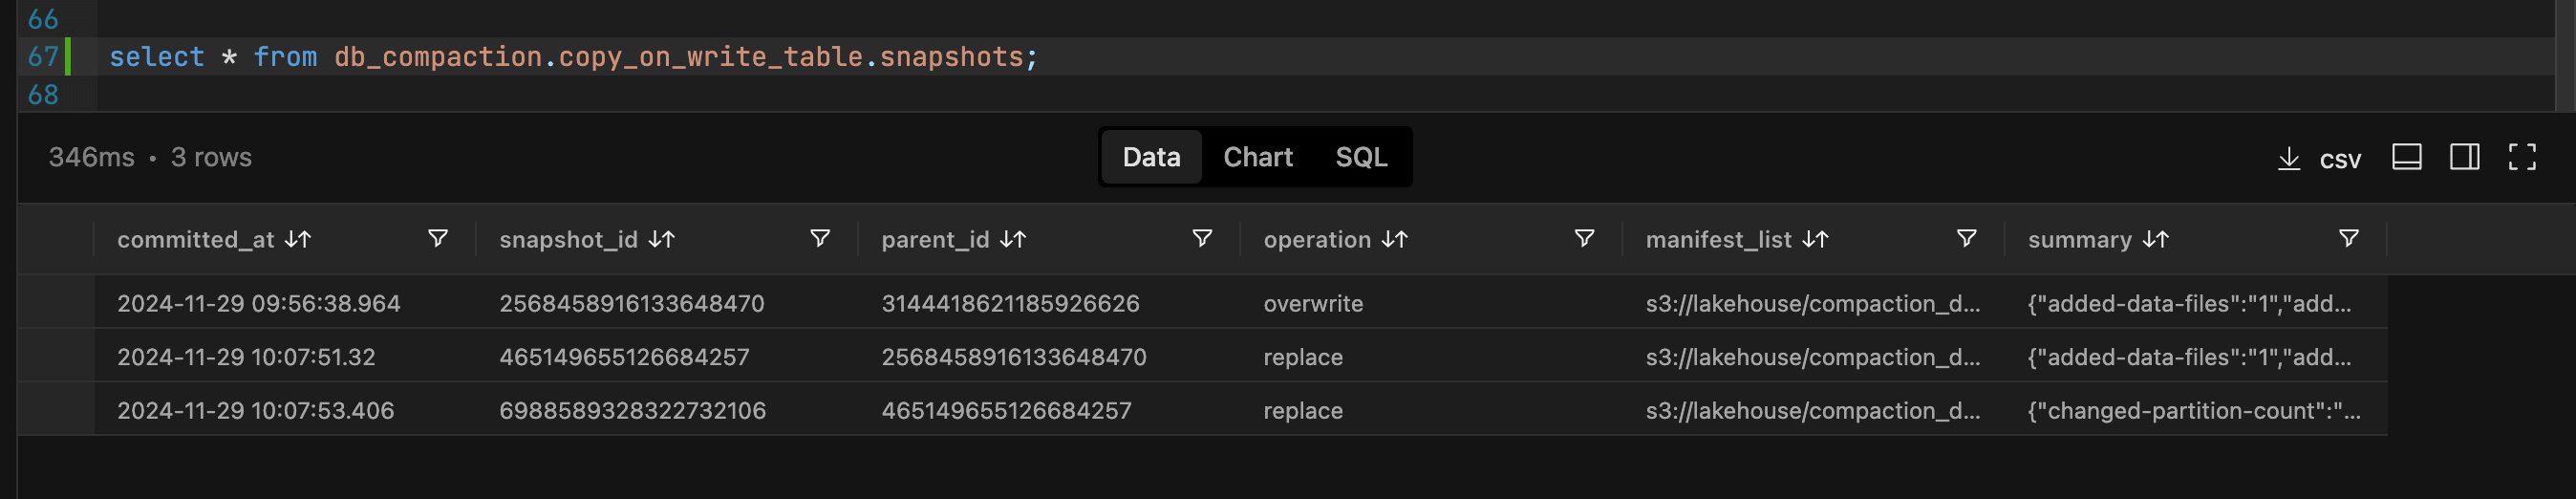 66
67 select * from db_compaction.copy_on_write_table.snapshots;
68
346ms • 3 rows Data Chart SQL csv
committed_at snapshot_id parent_id operation manifest_list summary
2024-11-29 09:56:38.964 2568458916133648470 3144418621185926626 overwrite s3://lakehouse/compaction_d... {"added-data-files":"1","add...
2024-11-29 10:07:51.32 465149655126684257 2568458916133648470 replace s3://lakehouse/compaction_d... {"added-data-files":"1","add...
2024-11-29 10:07:53.406 6988589328322732106 465149655126684257 replace s3://lakehouse/compaction_d... {"changed-partition-count":"...